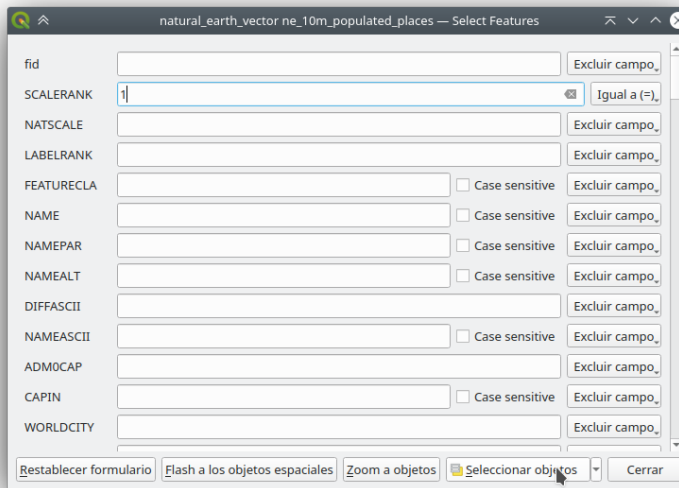 natural_earth_vector ne_10m_populated_places — Select Features
fid Excluir campo
SCALERANK 1 Igual a (=)
NATSCALE Excluir campo
LABELRANK Excluir campo
FEATURECLA Case sensitive Excluir campo
NAME Case sensitive Excluir campo
NAMEPAR Case sensitive Excluir campo
NAMEALT Case sensitive Excluir campo
DIFFASCII Excluir campo
NAMEASCII Case sensitive Excluir campo
ADM0CAP Excluir campo
CAPIN Case sensitive Excluir campo
WORLDCITY Excluir campo
Restablecer formulario Flash a los objetos espaciales Zoom a objetos Seleccionar objetos Cerrar